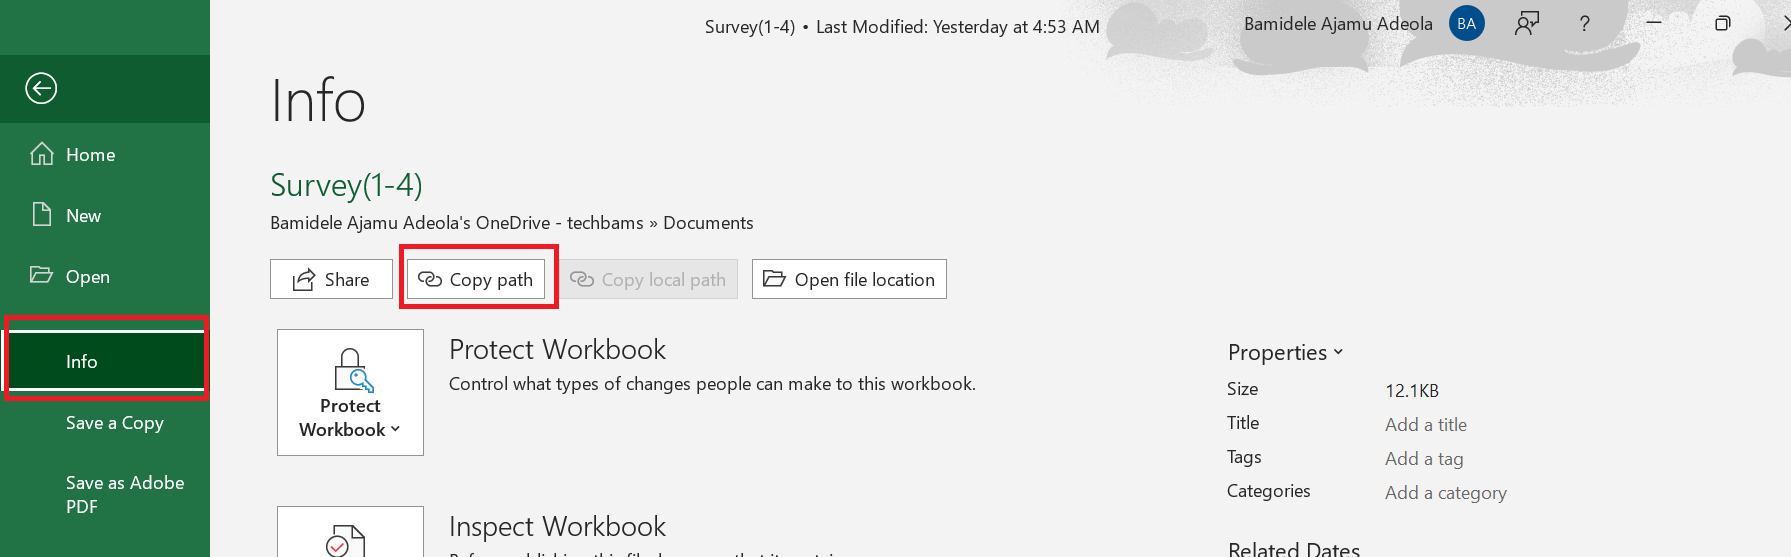 Survey(1-4) • Last Modified: Yesterday at 4:53 AM
Bamidele Ajamu Adeola
BA
?
Info
Home
New
Open
Info
Save a Copy
Save as Adobe
PDF
Survey(1-4)
Bamidele Ajamu Adeola's OneDrive - techbams » Documents
Share
Copy path
Copy local path
Open file location
Protect
Workbook
Protect Workbook
Control what types of changes people can make to this workbook.
Inspect Workbook
Properties
Size
12.1KB
Title
Add a title
Tags
Add a tag
Categories
Add a category
Related Dates